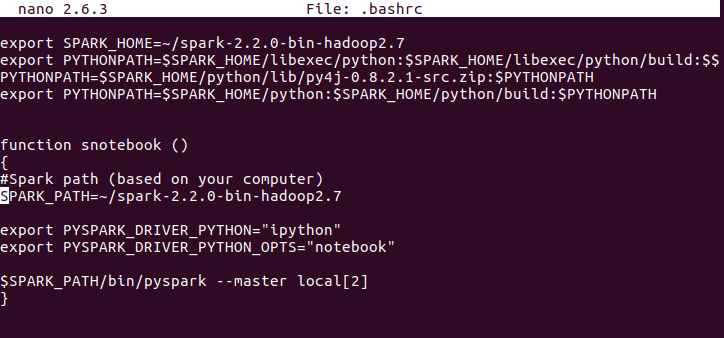 nano 2.6.3 File: .bashrc
export SPARK_HOME=~/spark-2.2.0-bin-hadoop2.7
export PYTHONPATH=$SPARK_HOME/libexec/python:$SPARK_HOME/libexec/python/build:$$
PYTHONPATH=$SPARK_HOME/python/lib/py4j-0.8.2.1-src.zip:$PYTHONPATH
export PYTHONPATH=$SPARK_HOME/python:$SPARK_HOME/python/build:$PYTHONPATH
function snotebook ()
{
#Spark path (based on your computer)
SPARK_PATH=~/spark-2.2.0-bin-hadoop2.7
export PYSPARK_DRIVER_PYTHON="ipython"
export PYSPARK_DRIVER_PYTHON_OPTS="notebook"
$SPARK_PATH/bin/pyspark --master local[2]
}